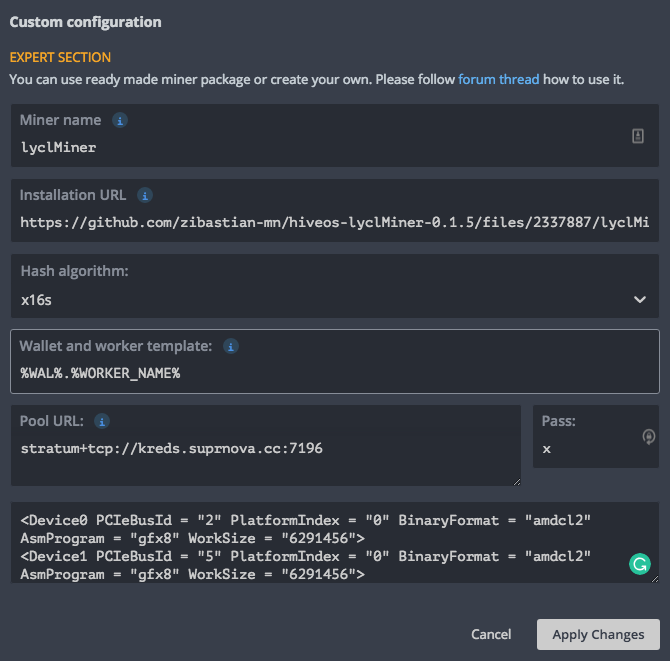 Custom configuration
EXPERT SECTION
You can use ready made miner package or create your own. Please follow forum thread how to use it.
Miner name i
lyclMiner
Installation URL i
https://github.com/zibastian-mn/hiveos-lyclMiner-0.1.5/files/2337887/lyclMi
Hash algorithm:
x16s
Wallet and worker template: i
%WAL%.%WORKER_NAME%
Pool URL: i
Pass:
stratum+tcp://kreds.suprnova.cc:7196
x
<Device0 PCIeBusId = "2" PlatformIndex = "0" BinaryFormat = "amdcl2"
AsmProgram = "gfx8" WorkSize = "6291456">
<Device1 PCIeBusId = "5" PlatformIndex = "0" BinaryFormat = "amdcl2"
AsmProgram = "gfx8" WorkSize = "6291456">
Cancel
Apply Changes